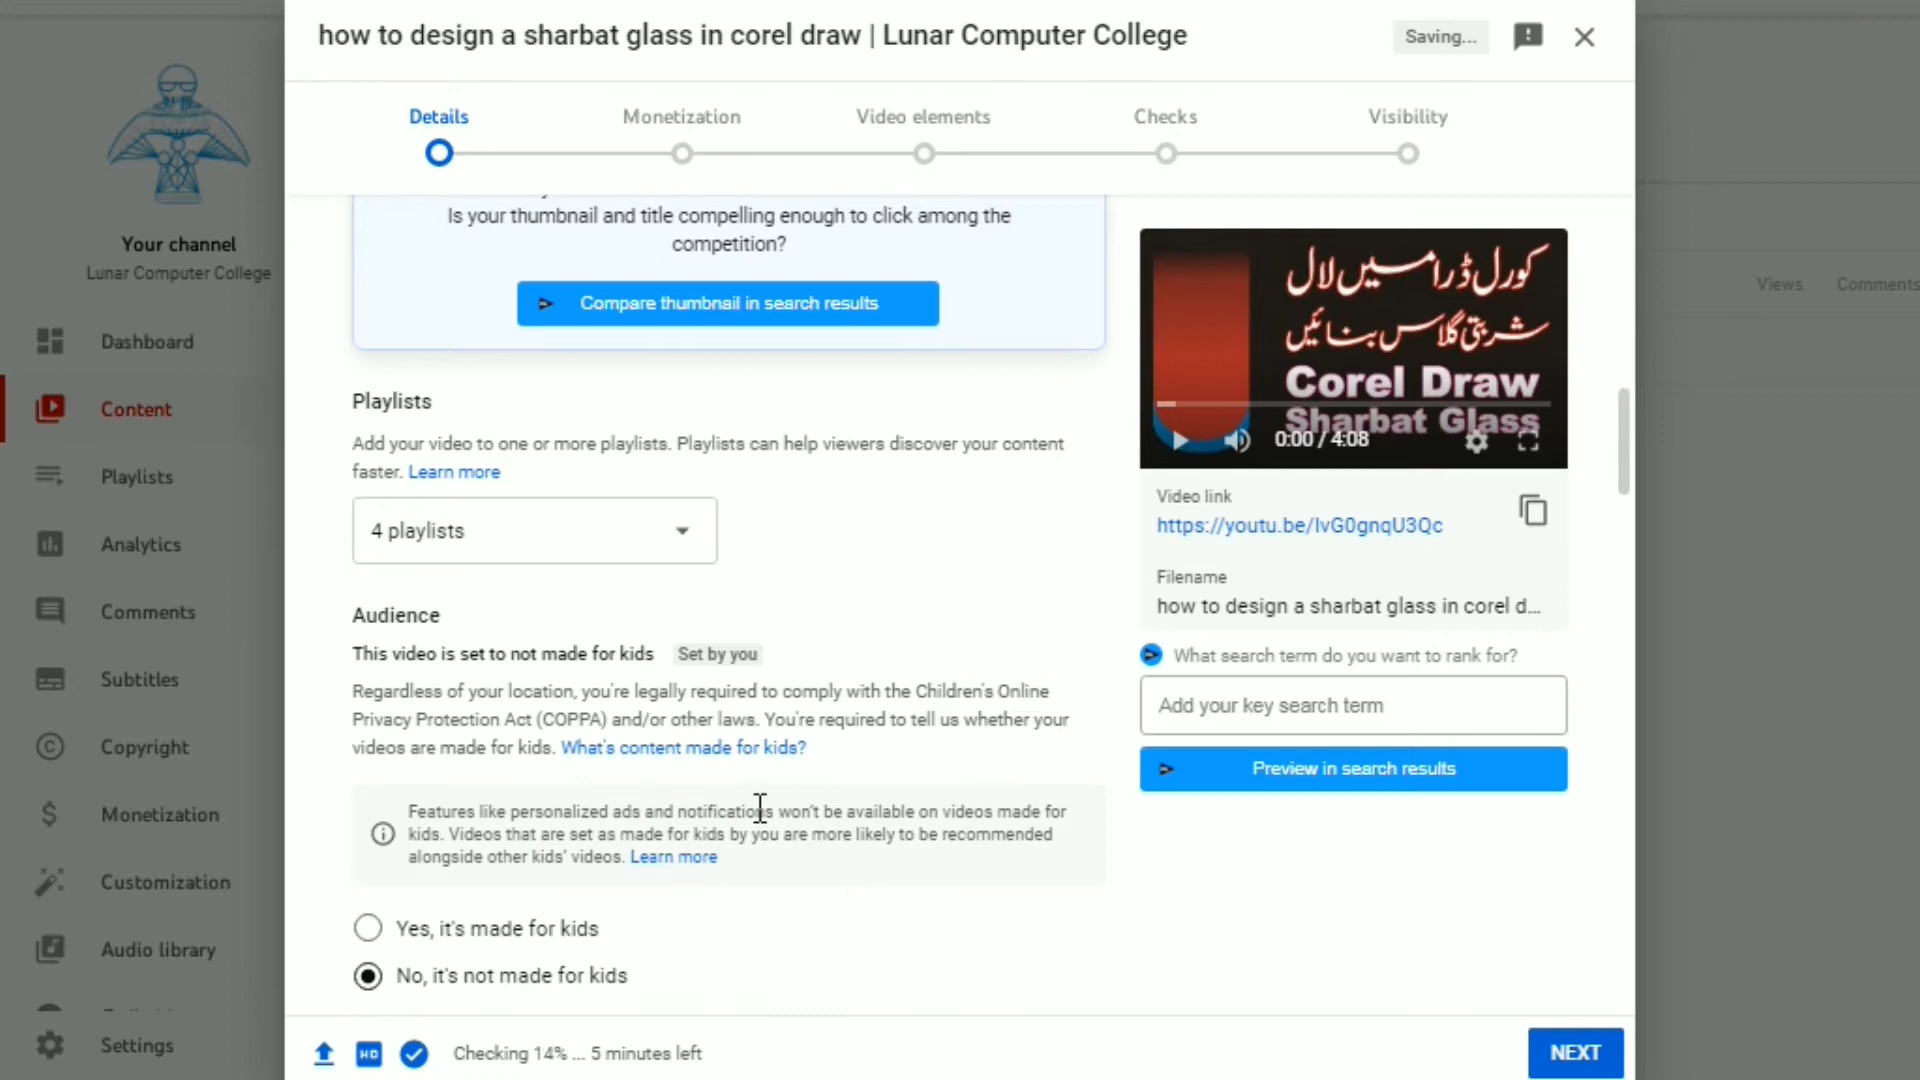 how to design a sharbat glass in corel draw | Lunar Computer College
Saving...
Details
Monetization
Video elements
Checks
Visibility
Your channel
Lunar Computer College
Dashboard
Content
Playlists
Analytics
Comments
Subtitles
Copyright
Monetization
Customization
Audio library
Settings
Is your thumbnail and title compelling enough to click among the
competition?
Compare thumbnail in search results
Playlists
Add your video to one or more playlists. Playlists can help viewers discover your content
faster. Learn more
4 playlists
Audience
This video is set to not made for kids Set by you
Regardless of your location, you're legally required to comply with the Children's Online
Privacy Protection Act (COPPA) and/or other laws. You're required to tell us whether your
videos are made for kids. What's content made for kids?
Features like personalized ads and notifications won't be available on videos made for
kids. Videos that are set as made for kids by you are more likely to be recommended
alongside other kids' videos. Learn more
Yes, it's made for kids
No, it's not made for kids
کورل ڈرا میں لال
شربتی گلاس بنائیں
Corel Draw
Sharbat Glass
0:00 / 4:08
Video link
https://youtu.be/lvG0gnqU3Qc
Filename
how to design a sharbat glass in corel d...
What search term do you want to rank for?
Add your key search term
Preview in search results
Views
Comments
HD
Checking 14% ... 5 minutes left
NEXT